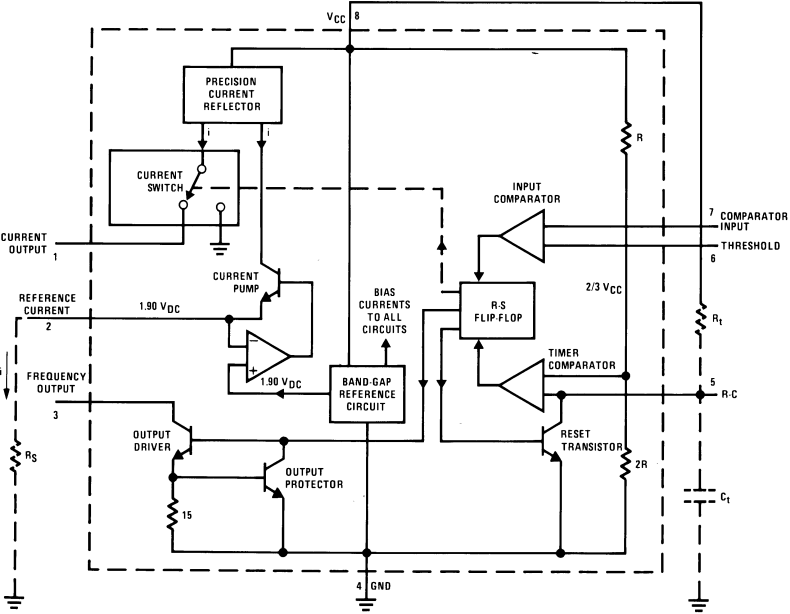 VCC 8
PRECISION
CURRENT
REFLECTOR
i
i
R
CURRENT
SWITCH
INPUT
COMPARATOR
7 COMPARATOR
INPUT
THRESHOLD
6
CURRENT
OUTPUT 1
CURRENT
PUMP
BIAS
CURRENTS
TO ALL
CIRCUITS
2/3 VCC
R-S
FLIP-FLOP
REFERENCE
CURRENT
2
1.90 VDC
Rt
−
+
1.90 VDC
TIMER
COMPARATOR
i
FREQUENCY
OUTPUT
3
BAND-GAP
REFERENCE
CIRCUIT
5
R-C
OUTPUT
DRIVER
RESET
TRANSISTOR
RS
OUTPUT
PROTECTOR
2R
15
Ct
4 GND